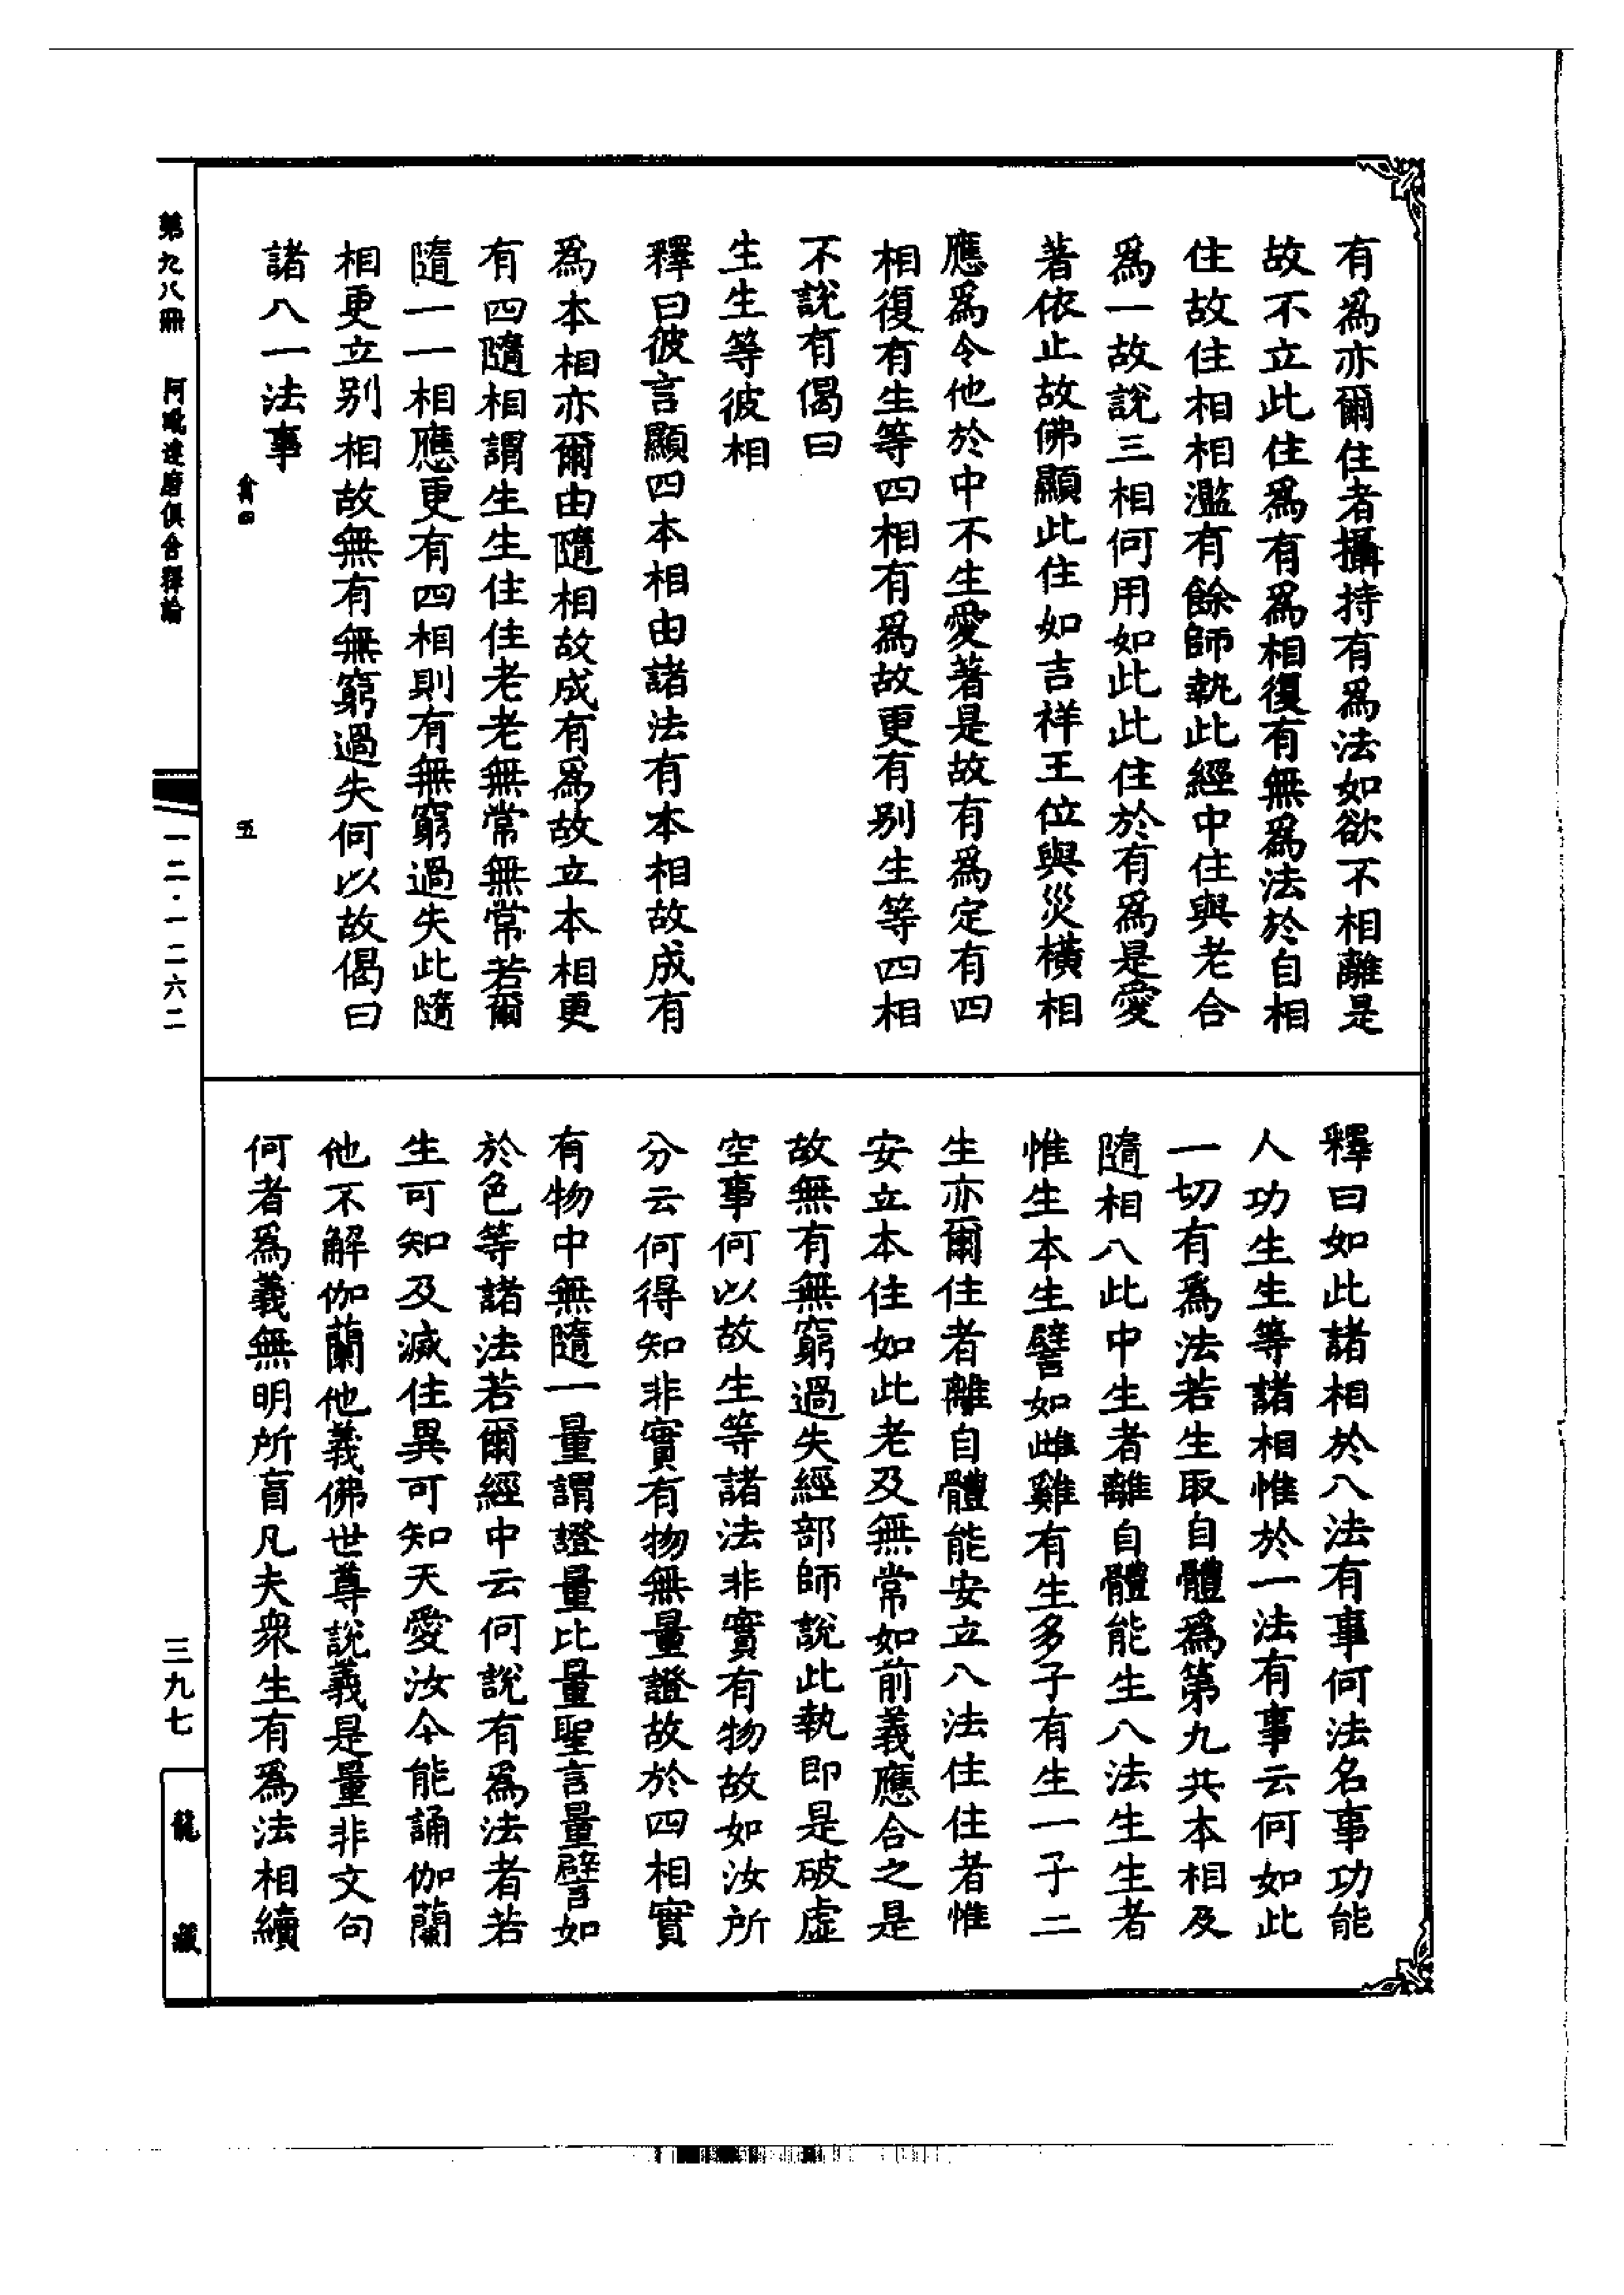 有爲亦爾住者攝持有爲法如欲不相離是
故不立此住爲有爲相復有無爲法於自相
住故住相相濫有餘師執此經中住與老合
爲一故說三相何用如此此住於有爲是愛
著依止故佛顯此住如吉祥王位與災橫相
應爲令他於中不生愛著是故有爲定有四
相復有生等四相有爲故更有別生等四相
不說有偈曰
生生等彼相
釋曰彼言顯四本相由諸法有本相故成有
爲本相亦爾由隨相故成有爲故立本相更
有四隨相謂生生住住老老無常無常若爾
隨一一相應更有四相則有無窮過失此隨
相更立別相故無有無窮過失何以故偈曰
諸八一法事
禽四 五
釋曰如此諸相於八法有事何法名事功能
人功生生等諸相惟於一法有事云何如此
一切有爲法若生取自體爲第九共本相及
隨相八此中生者離自體能生八法生生者
惟生本生譬如雌雞有生多子有生一子二
生亦爾住者離自體能安立八法住住者惟
安立本住如此老及無常如前義應合之是
故無有無窮過失經部師說此執即是破虛
空事何以故生等諸法非實有物故如汝所
分云何得知非實有物無量證故於四相實
有物中無隨一量謂證量比量聖言量譬如
於色等諸法若爾經中云何說有爲法者若
生可知及滅住異可知天愛汝今能誦伽蘭
他不解伽蘭他義佛世尊說義是量非文句
何者爲義無明所盲凡夫衆生有爲法相續
第九八冊 阿毗達磨俱舍釋論
一二·一二六二
三九七
龍藏